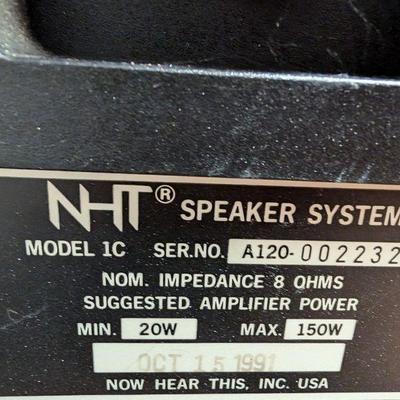 NHT® SPEAKER SYSTEM
MODEL 1C SER.NO. A120-002232
NOM. IMPEDANCE 8 OHMS
SUGGESTED AMPLIFIER POWER
MIN. 20W MAX. 150W
OCT 15 1991
NOW HEAR THIS, INC. USA